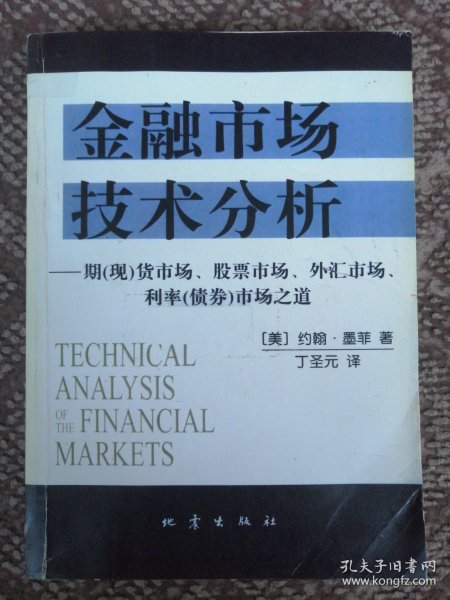 金融市场
技术分析
——期(现)货市场、股票市场、外汇市场、
利率(债券)市场之道
[美] 约翰·墨菲 著
丁圣元 译
TECHNICAL
ANALYSIS
OF THE FINANCIAL
MARKETS
地震出版社
孔夫子旧书网
www.kongfz.com